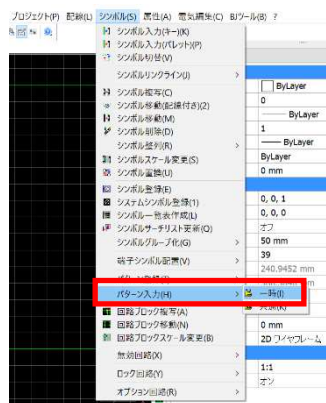 プロジェクト(P) 配線(L) シンボル(S) 属性(A) 電気編集(C) BJツール(B) ?
シンボル入力(キー)(K)
シンボル入力(パレット)(P)
シンボル切替(V)
シンボルリンクライン(J)
シンボル複写(C)
シンボル移動(配線付き)(2)
シンボル移動(M)
シンボル削除(D)
シンボル整列(R)
シンボルスケール変更(S)
シンボル置換(U)
シンボル登録(E)
システムシンボル登録(1)
シンボル一覧表作成(L)
シンボルサーチリスト更新(Q)
シンボルグループ化(G)
端子シンボル配置(V)
パターン入力(H)
一時(I)
回路ブロック複写(A)
回路ブロック移動(N)
回路ブロックスケール変更(B)
無効回路(X)
ロック回路(Y)
オプション回路(R)
ByLayer
0
ByLayer
1
ByLayer
ByLayer
0 mm
0, 0, 1
0, 0, 0
オフ
50 mm
39
240.9452 mm
0 mm
2D ワイヤフレーム
1:1
オン